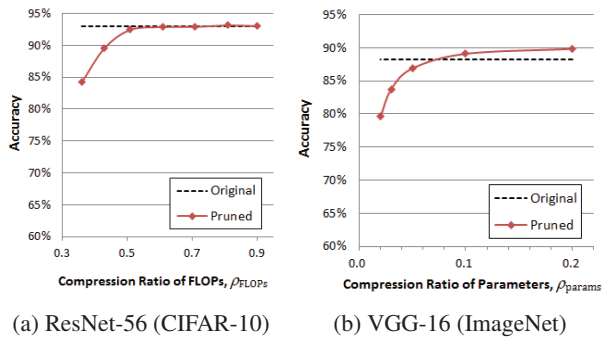 95%
90%
85%
80%
75%
70%
65%
60%
Accuracy
Original
Pruned
0.3 0.5 0.7 0.9
Compression Ratio of FLOPs, ρFLOPs
(a) ResNet-56 (CIFAR-10)
95%
90%
85%
80%
75%
70%
65%
60%
Accuracy
Original
Pruned
0.0 0.1 0.2
Compression Ratio of Parameters, ρparams
(b) VGG-16 (ImageNet)